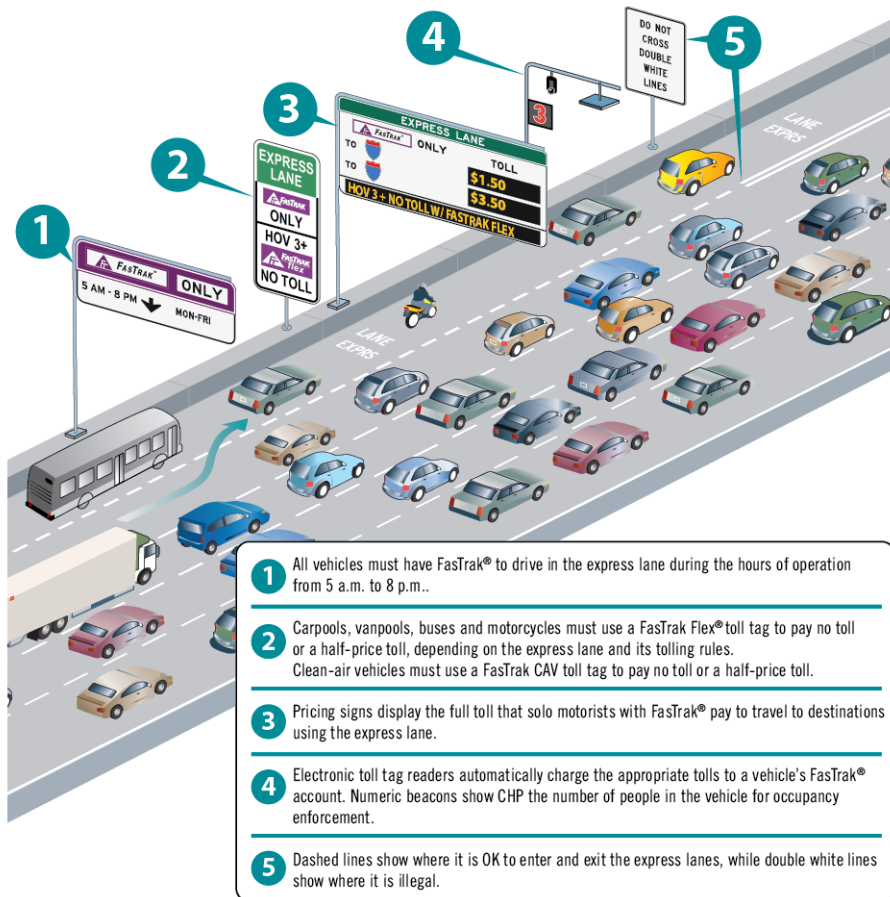 1
FASTRAK™ ONLY
5 AM - 8 PM MON-FRI
2
EXPRESS
LANE
FASTRAK
ONLY
HOV 3+
FASTRAK
flex
NO TOLL
3
EXPRESS LANE
FASTRAK™ ONLY
TOLL
TO $1.50
TO $3.50
HOV 3+ NO TOLL W/ FASTRAK FLEX
4
3
5
DO NOT
CROSS
DOUBLE
WHITE
LINES
LANE
EXPRS
LANE
EXPRS
1 All vehicles must have FasTrak® to drive in the express lane during the hours of operation
from 5 a.m. to 8 p.m..
2 Carpools, vanpools, buses and motorcycles must use a FasTrak Flex® toll tag to pay no toll
or a half-price toll, depending on the express lane and its tolling rules.
Clean-air vehicles must use a FasTrak CAV toll tag to pay no toll or a half-price toll.
3 Pricing signs display the full toll that solo motorists with FasTrak® pay to travel to destinations
using the express lane.
4 Electronic toll tag readers automatically charge the appropriate tolls to a vehicle's FasTrak®
account. Numeric beacons show CHP the number of people in the vehicle for occupancy
enforcement.
5 Dashed lines show where it is OK to enter and exit the express lanes, while double white lines
show where it is illegal.